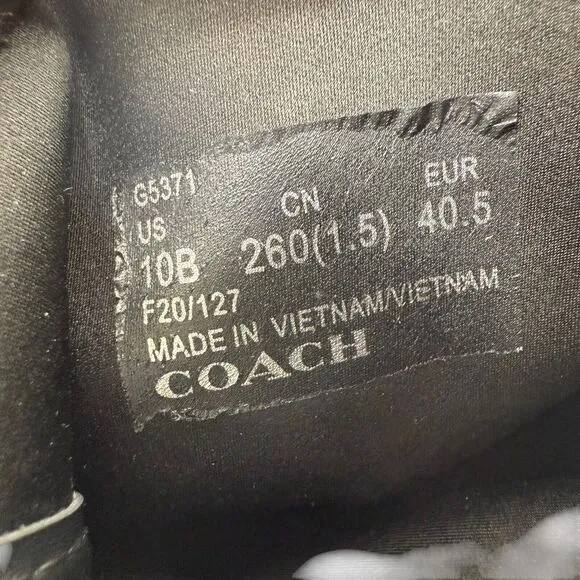 G5371
US CN EUR
10B 260(1.5) 40.5
F20/127
MADE IN VIETNAM/VIETNAM
COACH